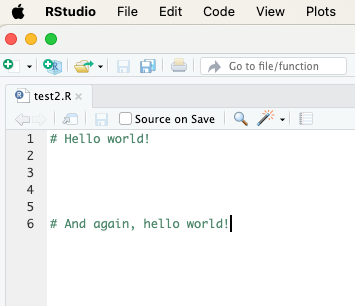 RStudio File Edit Code View Plots
Go to file/function
test2.R
Source on Save
1 # Hello world!
2
3
4
5
6 # And again, hello world!